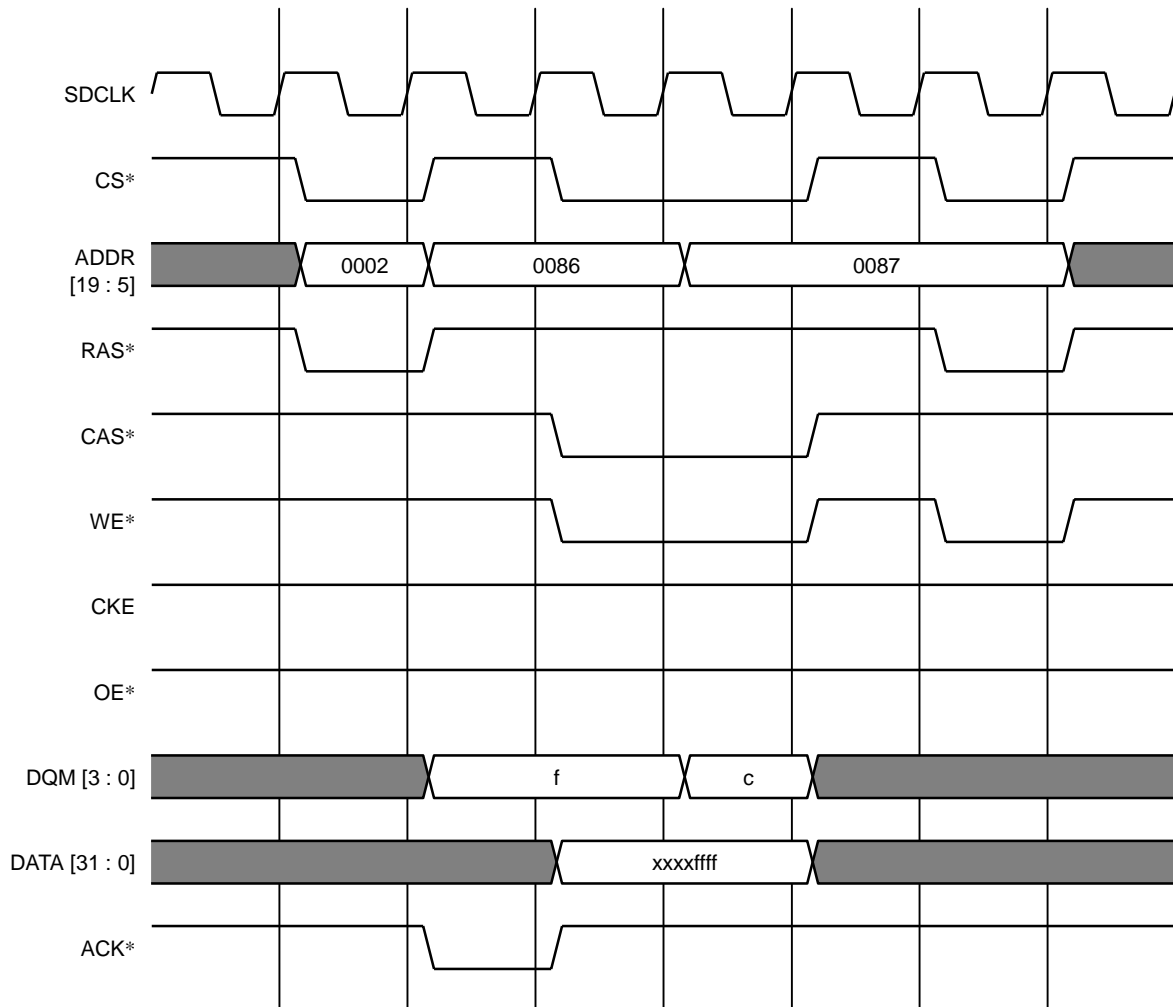 SDCLK
CS*
ADDR
[19 : 5]
0002
0086
0087
RAS*
CAS*
WE*
CKE
OE*
DQM [3 : 0]
f
c
DATA [31 : 0]
xxxxffff
ACK*